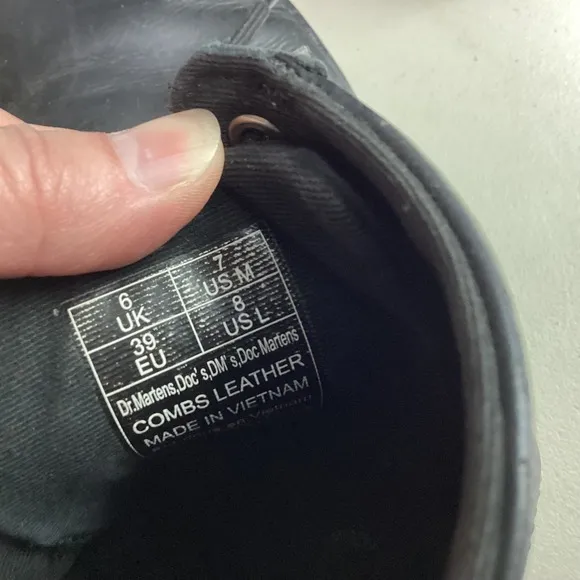 6 UK
7 US M
39 EU
8 US L
Dr.Martens,Doc's,DM's,Doc Martens
COMBS LEATHER
MADE IN VIETNAM